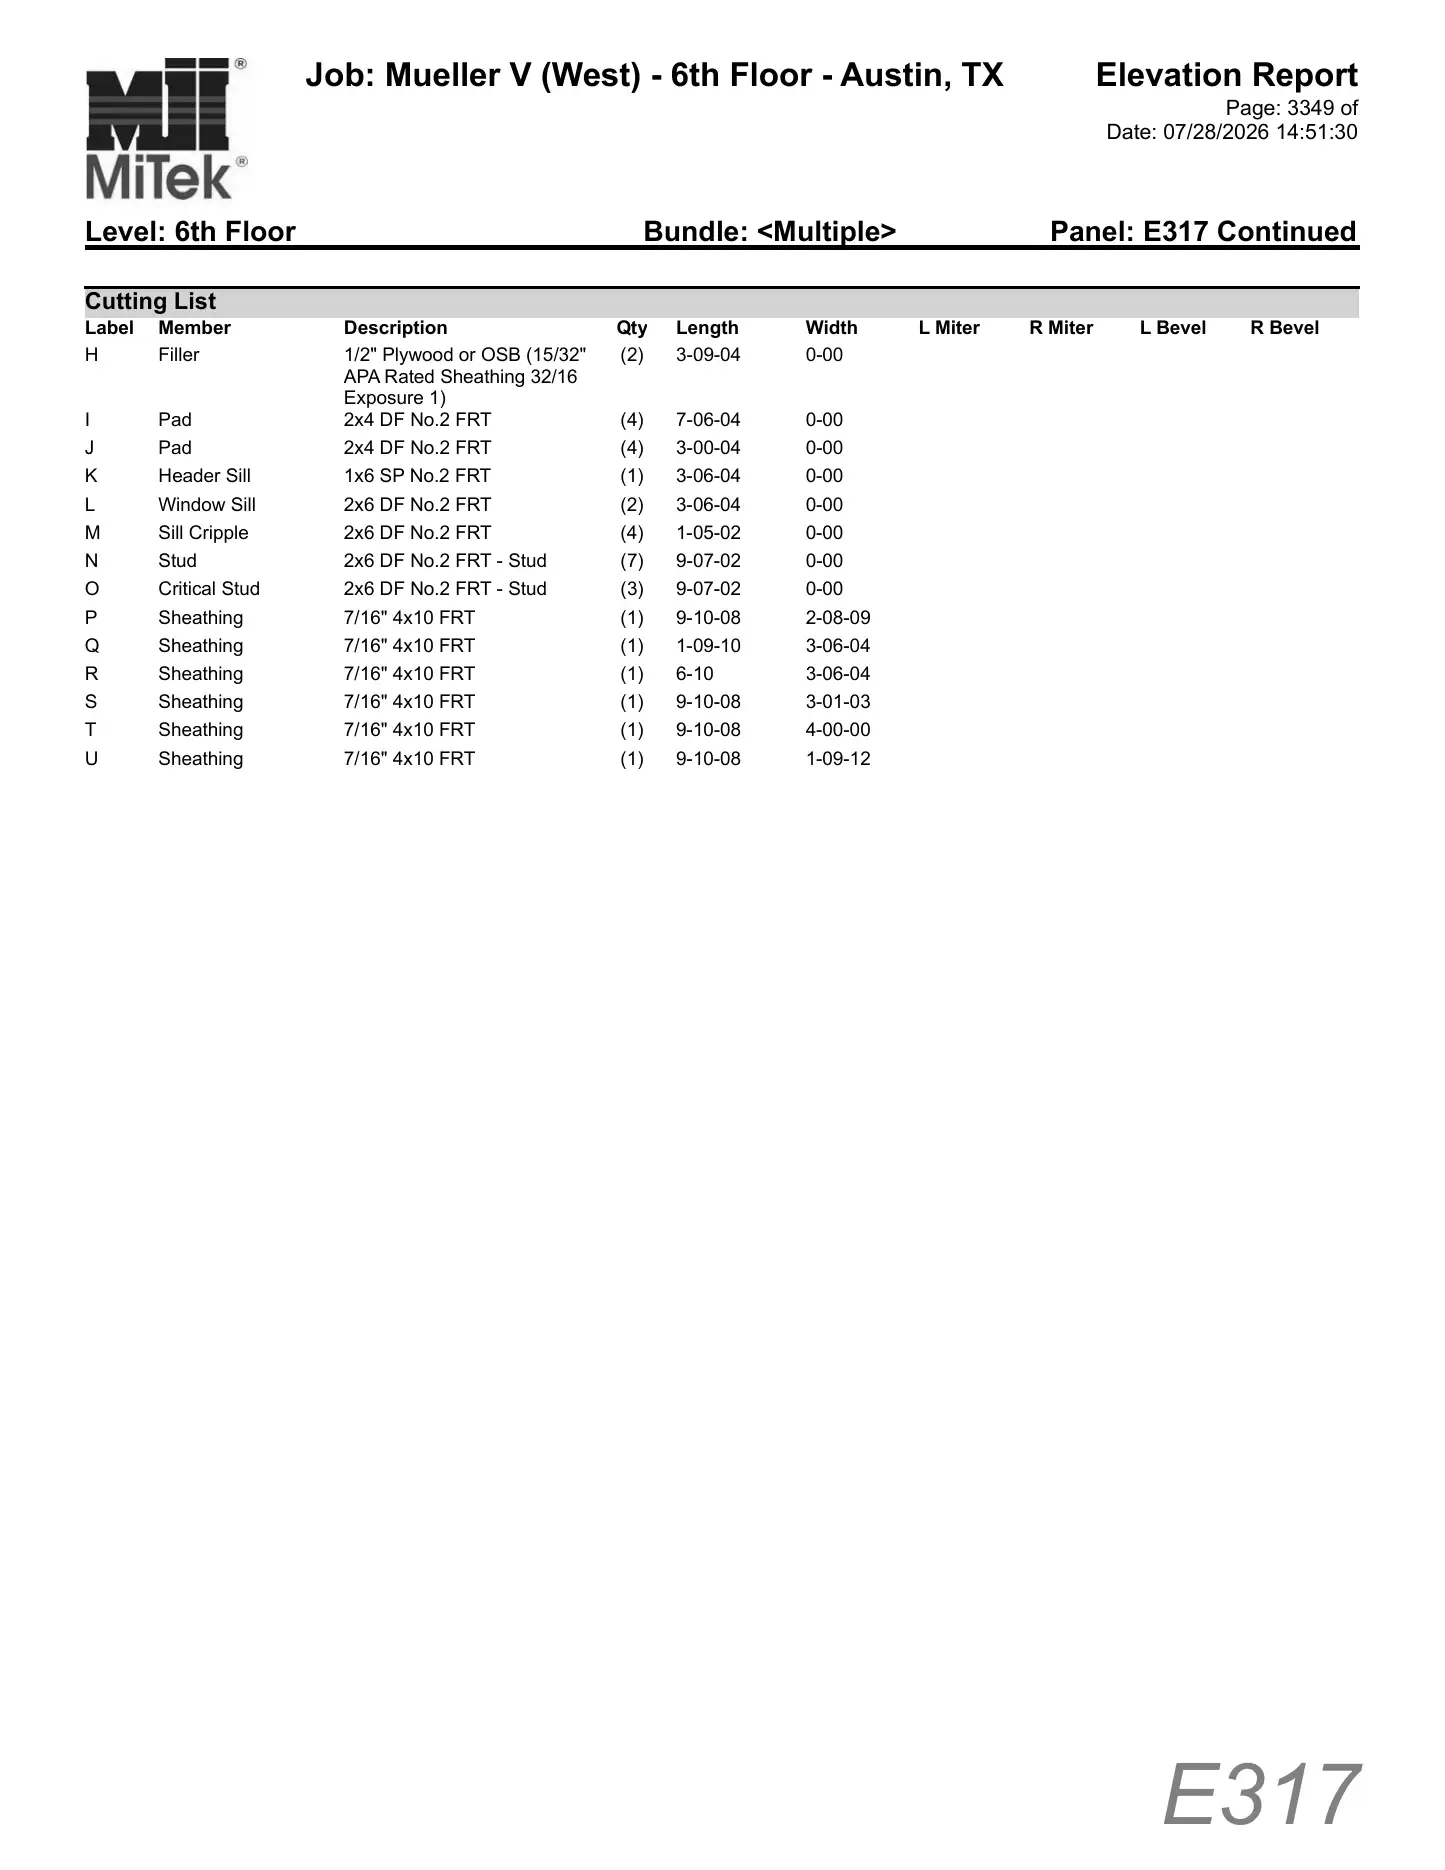 MiTek®
Job: Mueller V (West) - 6th Floor - Austin, TX
Elevation Report
Page: 3349 of
Date: 07/28/2026 14:51:30
Level: 6th Floor Bundle: <Multiple> Panel: E317 Continued
Cutting List
Label Member Description Qty Length Width L Miter R Miter L Bevel R Bevel
H Filler 1/2" Plywood or OSB (15/32" (2) 3-09-04 0-00
APA Rated Sheathing 32/16
Exposure 1)
I Pad 2x4 DF No.2 FRT (4) 7-06-04 0-00
J Pad 2x4 DF No.2 FRT (4) 3-00-04 0-00
K Header Sill 1x6 SP No.2 FRT (1) 3-06-04 0-00
L Window Sill 2x6 DF No.2 FRT (2) 3-06-04 0-00
M Sill Cripple 2x6 DF No.2 FRT (4) 1-05-02 0-00
N Stud 2x6 DF No.2 FRT - Stud (7) 9-07-02 0-00
O Critical Stud 2x6 DF No.2 FRT - Stud (3) 9-07-02 0-00
P Sheathing 7/16" 4x10 FRT (1) 9-10-08 2-08-09
Q Sheathing 7/16" 4x10 FRT (1) 1-09-10 3-06-04
R Sheathing 7/16" 4x10 FRT (1) 6-10 3-06-04
S Sheathing 7/16" 4x10 FRT (1) 9-10-08 3-01-03
T Sheathing 7/16" 4x10 FRT (1) 9-10-08 4-00-00
U Sheathing 7/16" 4x10 FRT (1) 9-10-08 1-09-12
E317